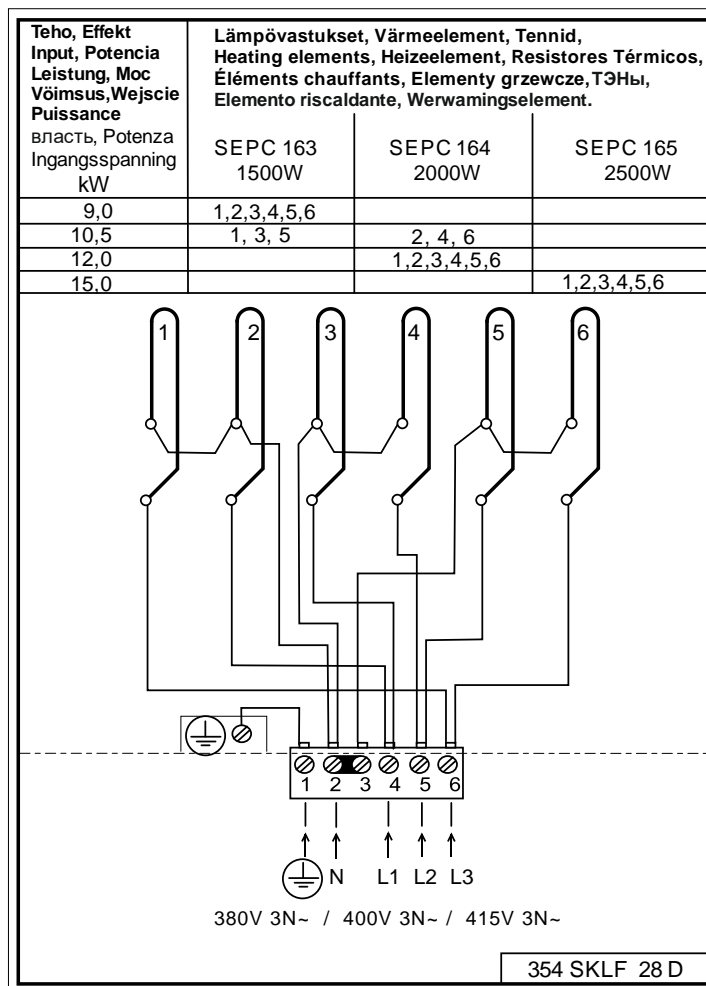 Teho, Effekt
Input, Potencia
Leistung, Moc
Vöimsus,Wejscie
Puissance
власть, Potenza
Ingangsspanning
kW
Lämpövastukset, Värmeelement, Tennid,
Heating elements, Heizeelement, Resistores Térmicos,
Éléments chauffants, Elementy grzewcze,ТЭНы,
Elemento riscaldante, Werwamingselement.
SEPC 163 SEPC 164 SEPC 165
1500W 2000W 2500W
9,0 1,2,3,4,5,6
10,5 1, 3, 5 2, 4, 6
12,0 1,2,3,4,5,6
15,0 1,2,3,4,5,6
1 2 3 4 5 6
1 2 3 4 5 6
N L1 L2 L3
380V 3N~ / 400V 3N~ / 415V 3N~
354 SKLF 28 D